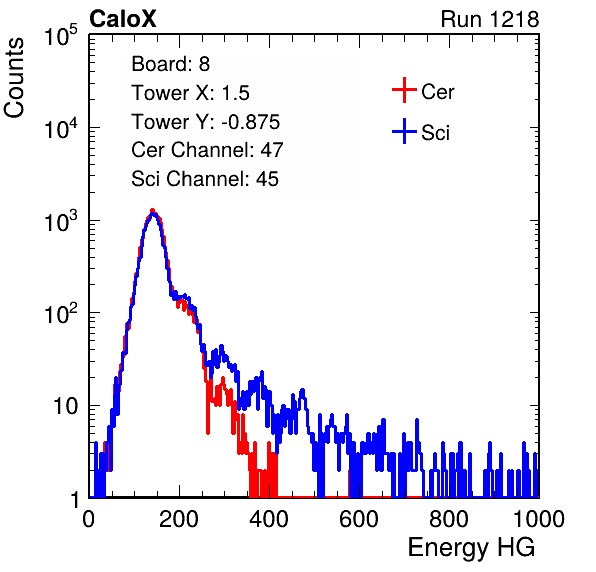 CaloX Run 1218
Counts
10^5
10^4
10^3
10^2
10
1
Board: 8
Tower X: 1.5
Tower Y: -0.875
Cer Channel: 47
Sci Channel: 45
Cer
Sci
0 200 400 600 800 1000
Energy HG